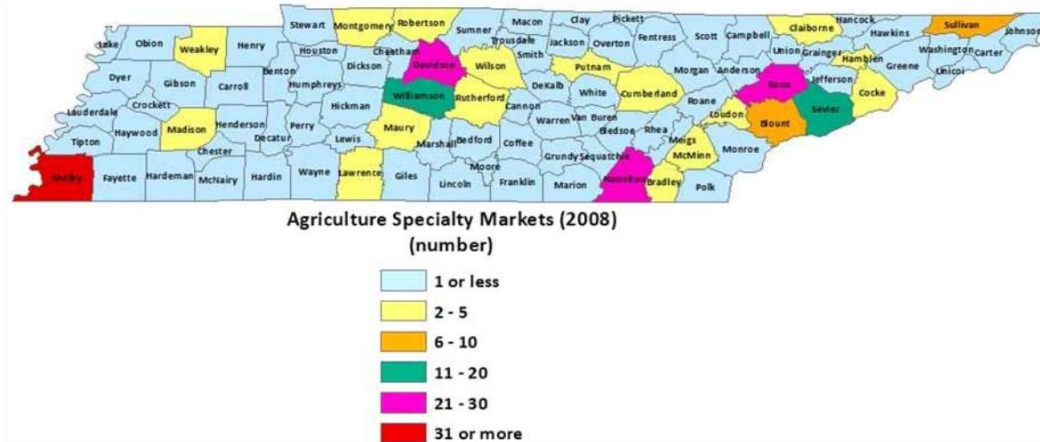 Stewart Montgomery Robertson Sumner Macon Clay Pickett Claiborne Hancock Sullivan Johnson
Lake Obion Weakley Henry Houston Cheatham Davidson Trousdale Smith Jackson Overton Fentress Scott Campbell Union Grainger Hawkins Hamblen Washington Carter
Dyer Gibson Carroll Benton Humphreys Dickson Wilson Putnam Morgan Anderson Knox Jefferson Greene Unicoi
Lauderdale Crockett Hickman Williamson Rutherford Cannon DeKalb White Cumberland Roane Loudon Blount Sevier Cocke
Tipton Haywood Madison Henderson Decatur Perry Lewis Maury Marshall Bedford Coffee Warren Van Buren Bledsoe Rhea Meigs McMinn Monroe
Shelby Fayette Hardeman Chester McNairy Hardin Wayne Lawrence Giles Lincoln Moore Franklin Grundy Sequatchie Marion Hamilton Bradley Polk
Agriculture Specialty Markets (2008)
(number)
1 or less
2 - 5
6 - 10
11 - 20
21 - 30
31 or more